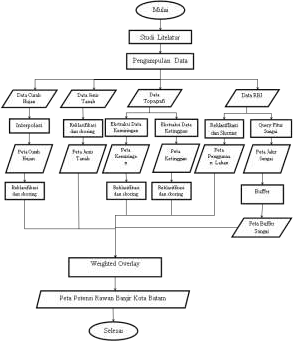 Mulai
Studi Literatur
Pengumpulan Data
Data Curah
Hujan
Data Jenis
Tanah
Data
Topografi
Data RBI
Interpolasi
Reklasifikasi
dan skoring
Ekstraksi Data
Kemiringan
Ekstraksi Data
Ketinggian
Reklasifikasi
dan Skoring
Query Fitur
Sungai
Peta Curah
Hujan
Peta Jenis
Tanah
Peta
Kemiringa
n
Peta
Ketinggian
Peta
Pengguna
n Lahan
Peta Jalur
Sungai
Reklasifikasi
dan skoring
Reklasifikasi
dan skoring
Reklasifikasi
dan skoring
Buffer
Peta Buffer
Sungai
Weighted Overlay
Peta Potensi Rawan Banjir Kota Batam
Selesai